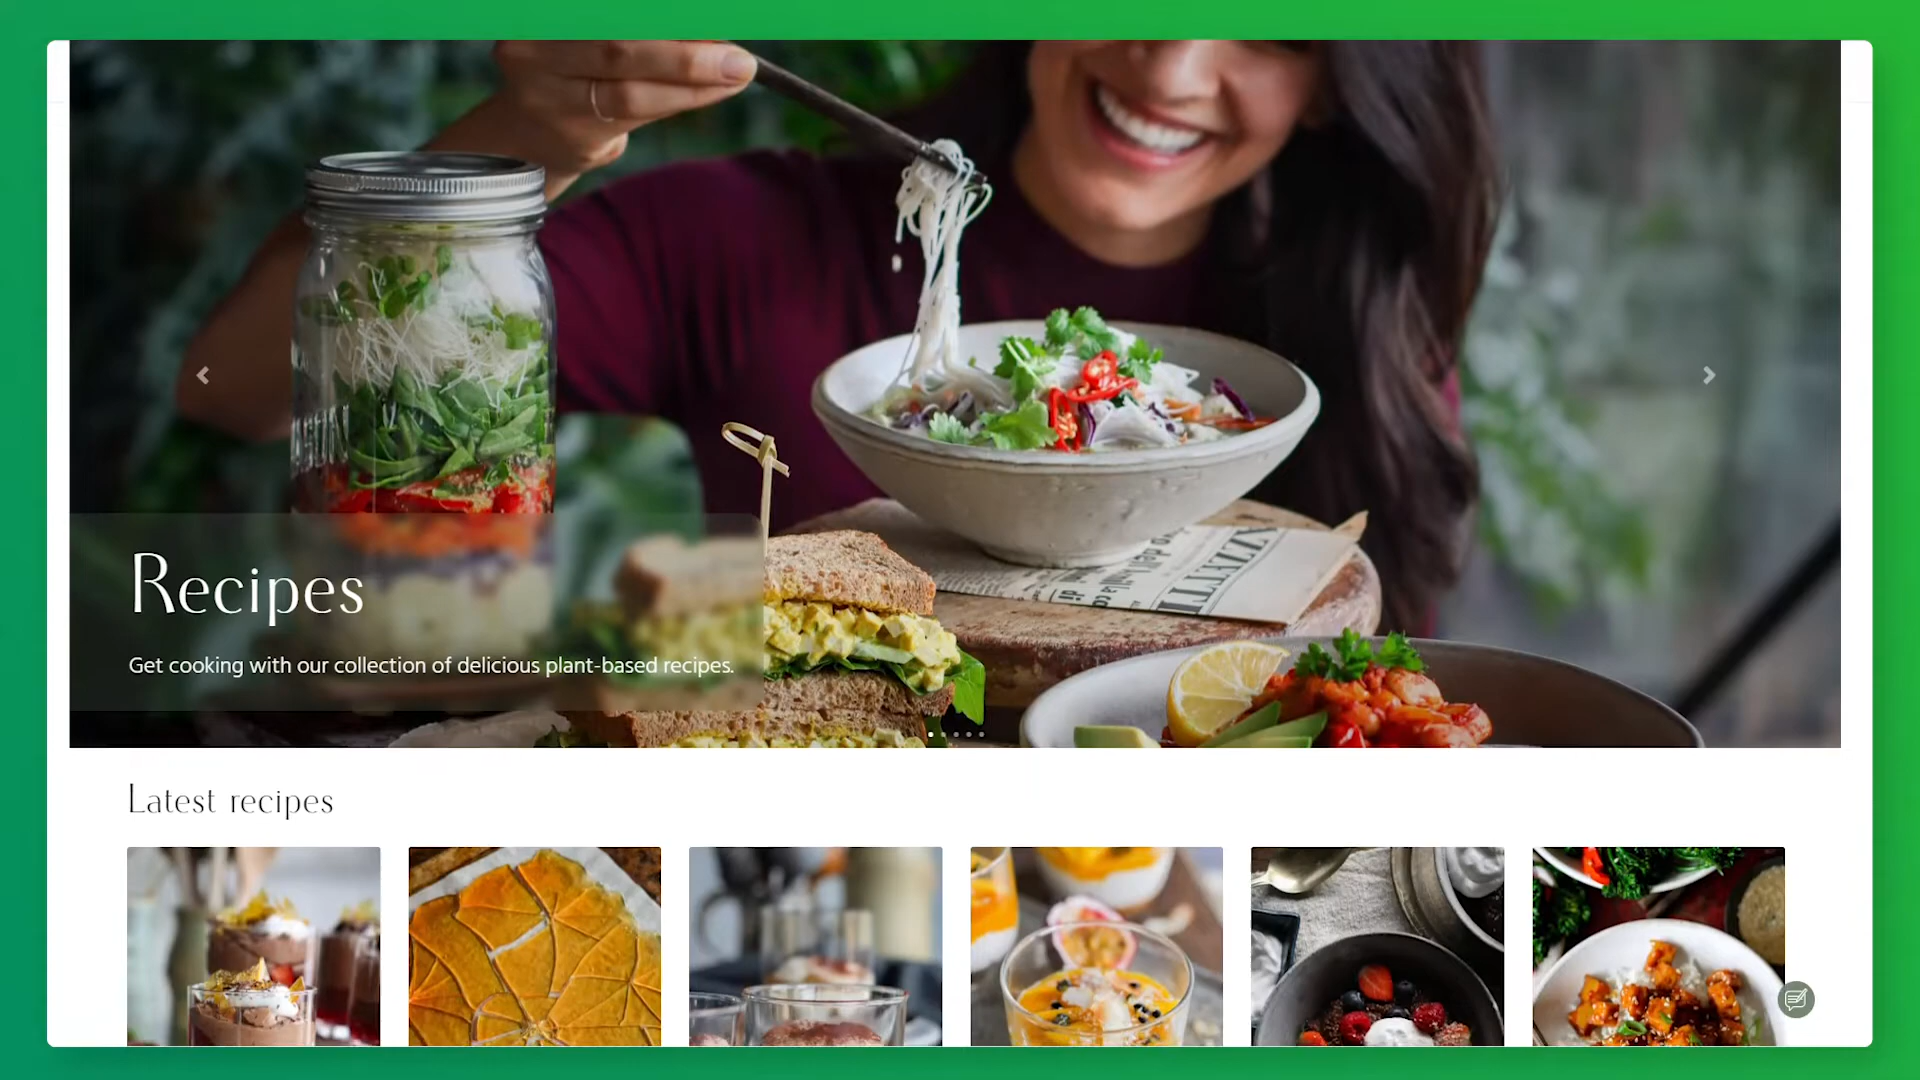 Recipes
Get cooking with our collection of delicious plant-based recipes.
Latest recipes